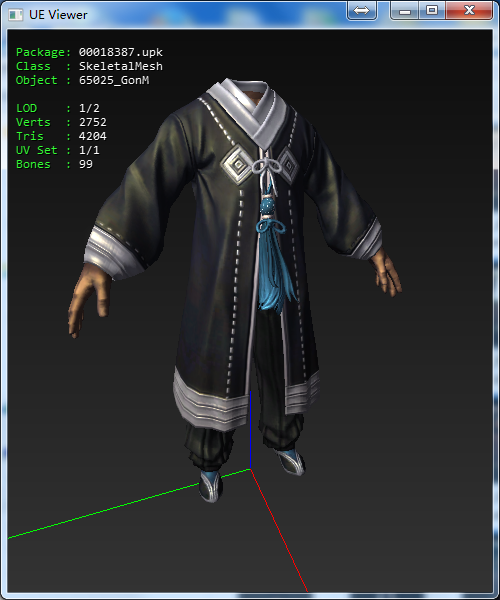 UE Viewer
Package: 00018387.upk
Class : SkeletalMesh
Object : 65025_GonM
LOD : 1/2
Verts : 2752
Tris : 4204
UV Set : 1/1
Bones : 99